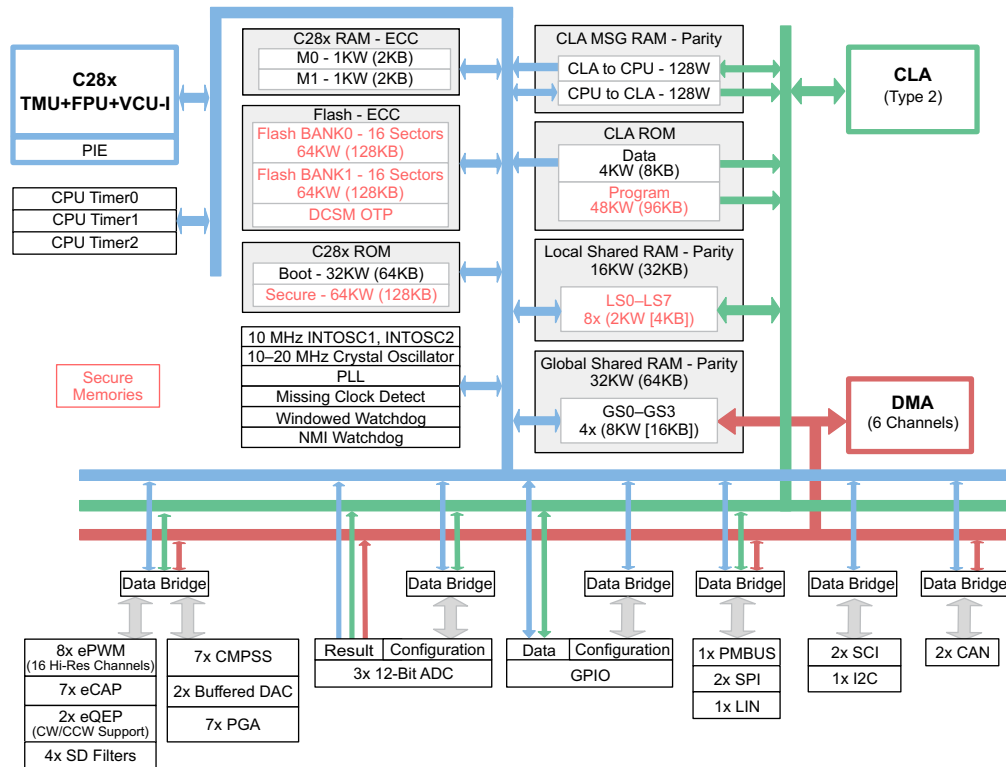 C28x
TMU+FPU+VCU-I
PIE
CPU Timer0
CPU Timer1
CPU Timer2
C28x RAM - ECC
M0 - 1KW (2KB)
M1 - 1KW (2KB)
Flash - ECC
Flash BANK0 - 16 Sectors
64KW (128KB)
Flash BANK1 - 16 Sectors
64KW (128KB)
DCSM OTP
C28x ROM
Boot - 32KW (64KB)
Secure - 64KW (128KB)
10 MHz INTOSC1, INTOSC2
10–20 MHz Crystal Oscillator
PLL
Missing Clock Detect
Windowed Watchdog
NMI Watchdog
Secure
Memories
CLA MSG RAM - Parity
CLA to CPU - 128W
CPU to CLA - 128W
CLA ROM
Data
4KW (8KB)
Program
48KW (96KB)
Local Shared RAM - Parity
16KW (32KB)
LS0–LS7
8x (2KW [4KB])
Global Shared RAM - Parity
32KW (64KB)
GS0–GS3
4x (8KW [16KB])
CLA
(Type 2)
DMA
(6 Channels)
Data Bridge
Data Bridge
Data Bridge
Data Bridge
Data Bridge
Data Bridge
8x ePWM
(16 Hi-Res Channels)
7x eCAP
2x eQEP
(CW/CCW Support)
4x SD Filters
7x CMPSS
2x Buffered DAC
7x PGA
Result
Configuration
3x 12-Bit ADC
Data
Configuration
GPIO
1x PMBUS
2x SPI
1x LIN
2x SCI
1x I2C
2x CAN